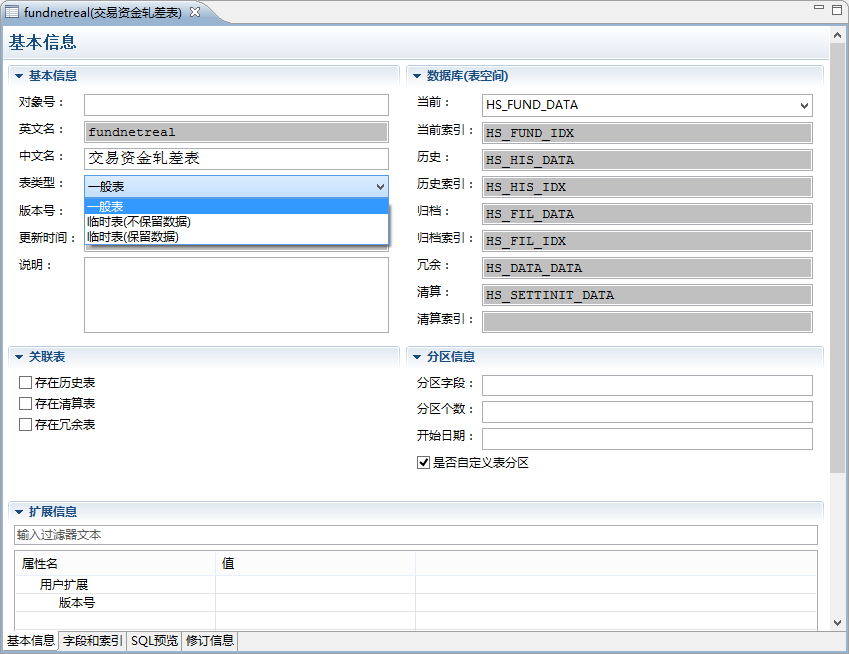 fundnetreal(交易资金轧差表)
基本信息
基本信息
对象号：
英文名： fundnetreal
中文名： 交易资金轧差表
表类型： 一般表
一般表
版本号： 临时表(不保留数据)
更新时间： 临时表(保留数据)
说明：
数据库(表空间)
当前： HS_FUND_DATA
当前索引： HS_FUND_IDX
历史： HS_HIS_DATA
历史索引： HS_HIS_IDX
归档： HS_FIL_DATA
归档索引： HS_FIL_IDX
冗余： HS_DATA_DATA
清算： HS_SETTINIT_DATA
清算索引：
关联表
存在历史表
存在清算表
存在冗余表
分区信息
分区字段：
分区个数：
开始日期：
是否自定义表分区
扩展信息
输入过滤器文本
属性名 值
用户扩展
版本号
基本信息 字段和索引 SQL预览 修订信息